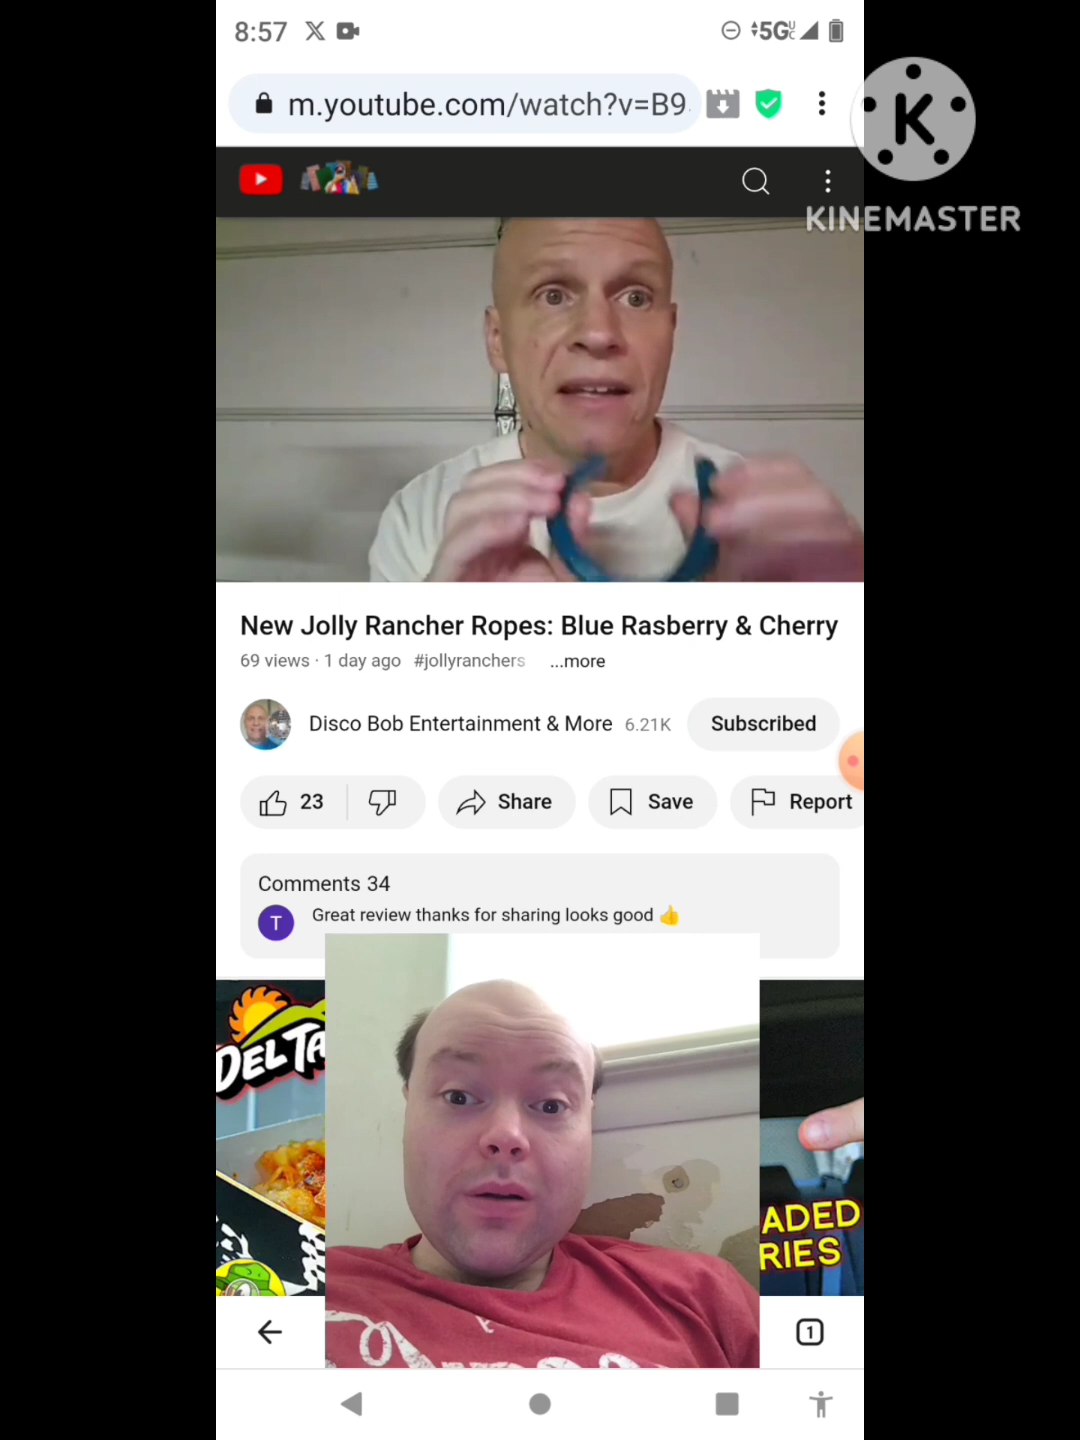 8:57
5G
m.youtube.com/watch?v=B9
K
KINEMASTER
New Jolly Rancher Ropes: Blue Rasberry & Cherry
69 views · 1 day ago #jollyranchers ...more
Disco Bob Entertainment & More 6.21K Subscribed
23 Share Save Report
Comments 34
T Great review thanks for sharing looks good 👍
DEL TA
ADED
RIES
1